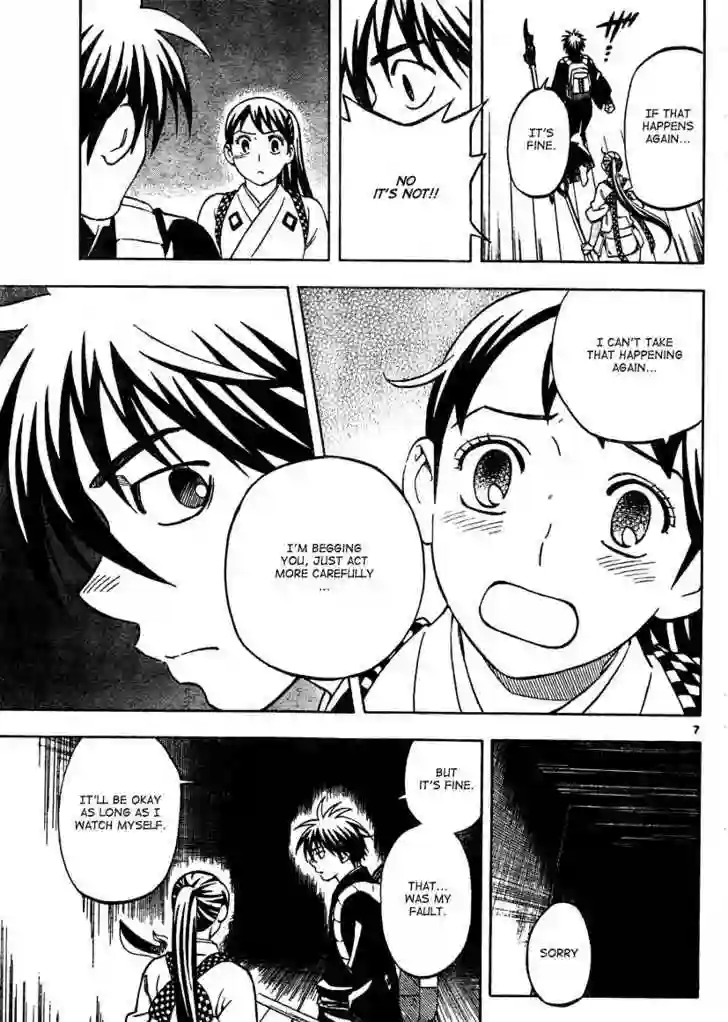 IF THAT
HAPPENS
AGAIN...
IT'S
FINE.
NO
IT'S NOT!!
I CAN'T TAKE
THAT HAPPENING
AGAIN...
I'M BEGGING
YOU, JUST ACT
MORE CAREFULLY
...
7
SORRY
BUT
IT'S FINE.
THAT...
WAS MY
FAULT.
IT'LL BE OKAY
AS LONG AS I
WATCH MYSELF.